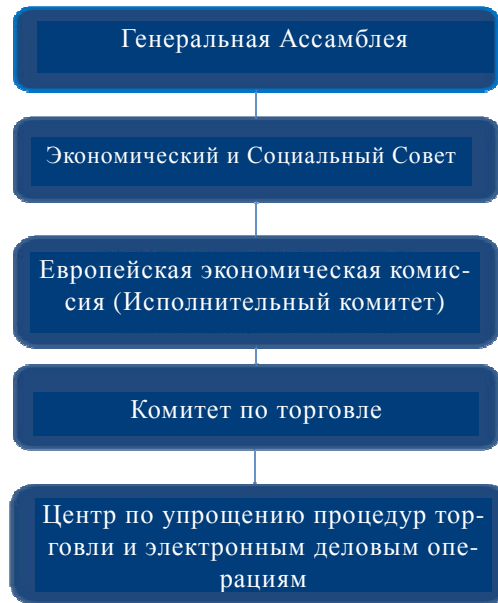 Генеральная Ассамблея
Экономический и Социальный Совет
Европейская экономическая комис-
сия (Исполнительный комитет)
Комитет по торговле
Центр по упрощению процедур тор-
говли и электронным деловым опе-
рациям